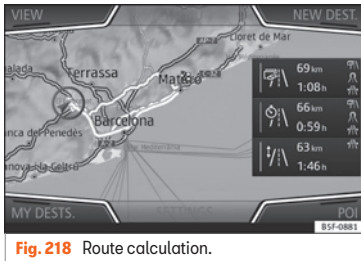 VIEW
NEW DEST.
Lloret de Mar
Terrassa
Mataró
Barcelona
69 km
1:08 h
66 km
0:59 h
63 km
1:46 h
MY DESTS.
SETTINGS
POI
B5F-0881
Fig. 218 Route calculation.